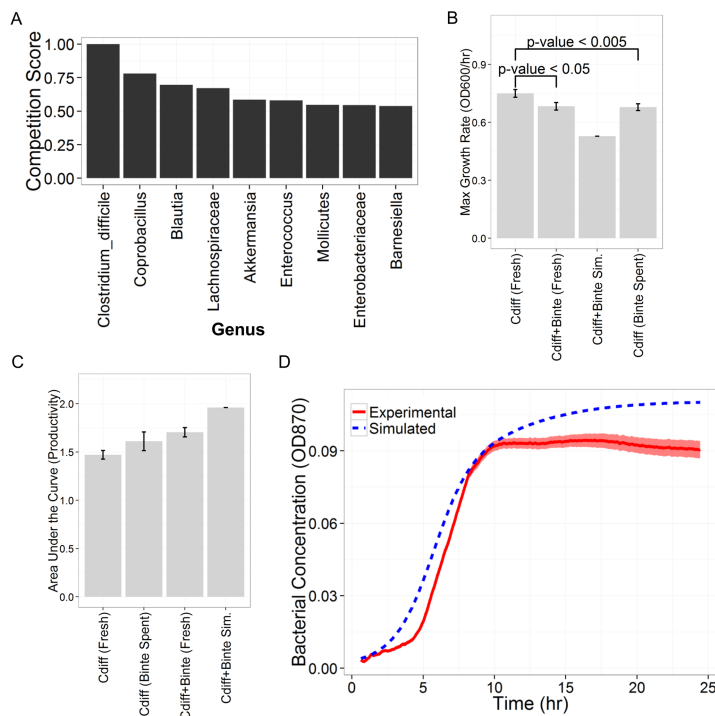 A
Competition Score
1.00
0.75
0.50
0.25
0.00
Clostridium_difficile
Coprobacillus
Blautia
Lachnospiraceae
Akkermansia
Enterococcus
Mollicutes
Enterobacteriaceae
Barnesiella
Genus
B
Max Growth Rate (OD600/hr)
0.9
0.6
0.3
0.0
p-value < 0.005
p-value < 0.05
Cdiff (Fresh)
Cdiff+Binte (Fresh)
Cdiff+Binte Sim.
Cdiff (Binte Spent)
C
Area Under the Curve (Productivity)
2.0
1.5
1.0
0.5
0.0
Cdiff (Fresh)
Cdiff (Binte Spent)
Cdiff+Binte (Fresh)
Cdiff+Binte Sim.
D
Bacterial Concentration (OD870)
0.09
0.06
0.03
0.00
Experimental
Simulated
0
5
10
15
20
25
Time (hr)